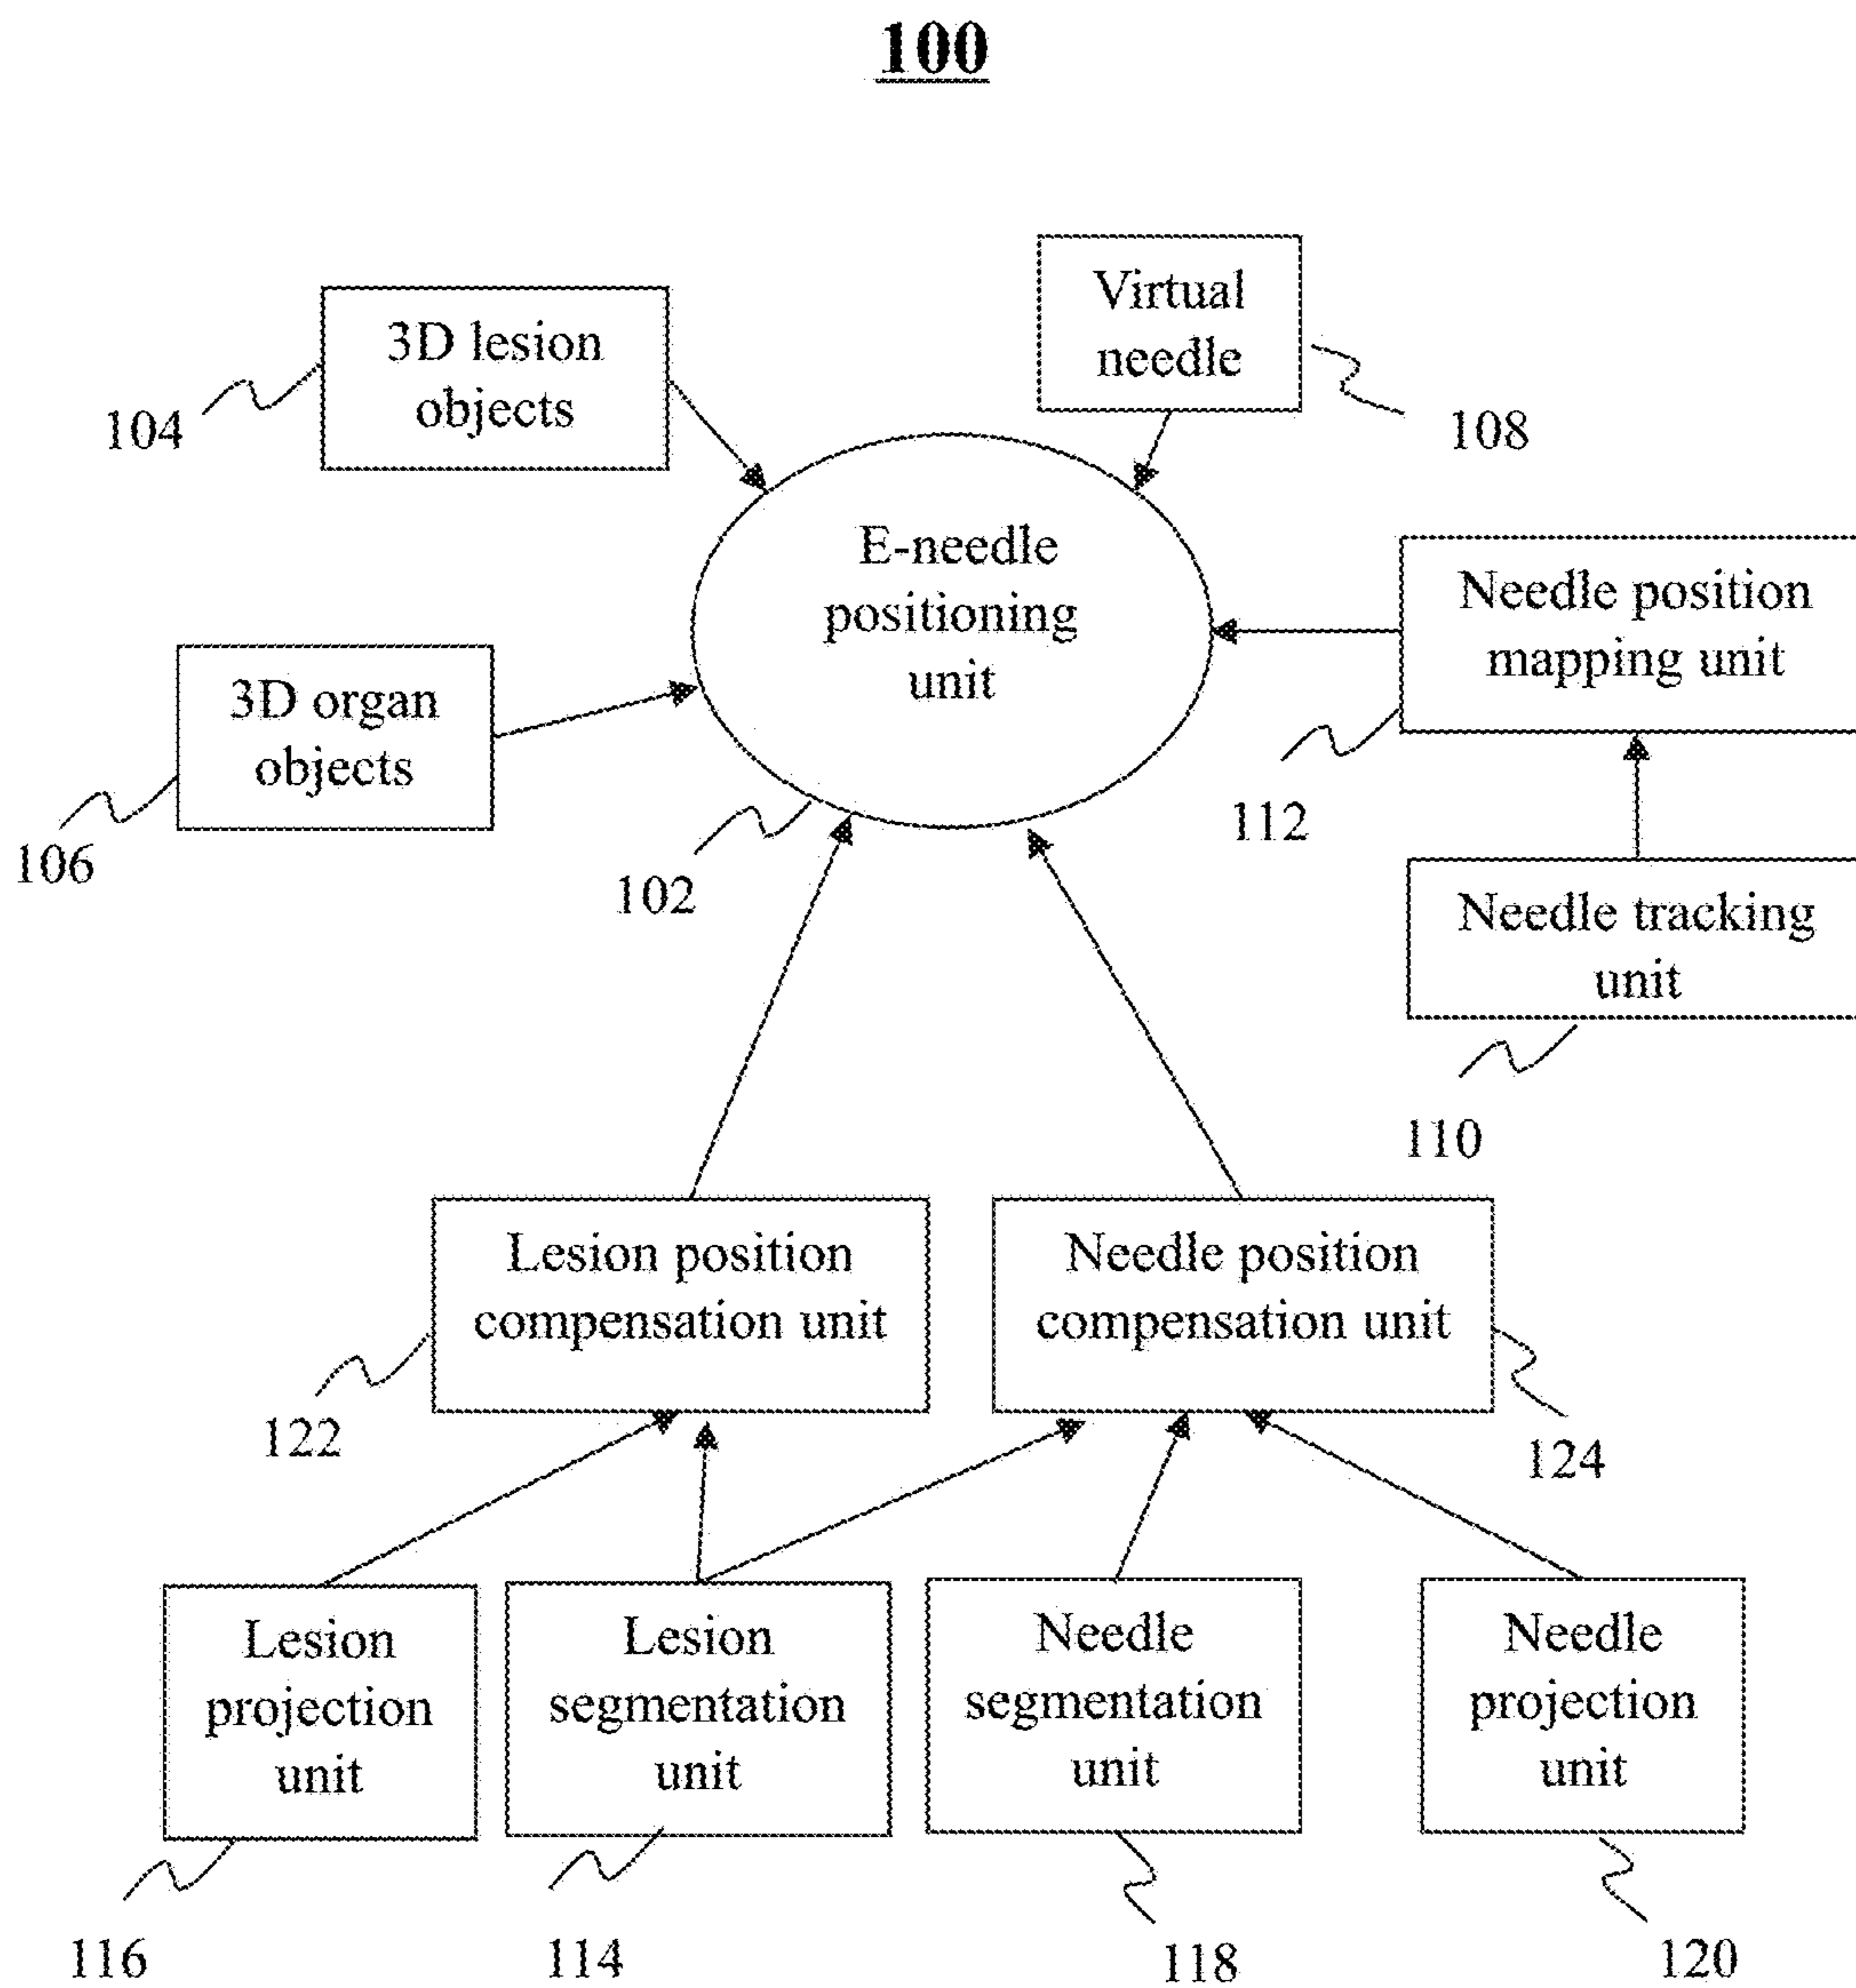 100
3D lesion
objects
104
Virtual
needle
108
E-needle
positioning
unit
102
3D organ
objects
106
Needle position
mapping unit
112
Needle tracking
unit
110
Lesion position
compensation unit
122
Needle position
compensation unit
124
Lesion
projection
unit
116
Lesion
segmentation
unit
114
Needle
segmentation
unit
118
Needle
projection
unit
120